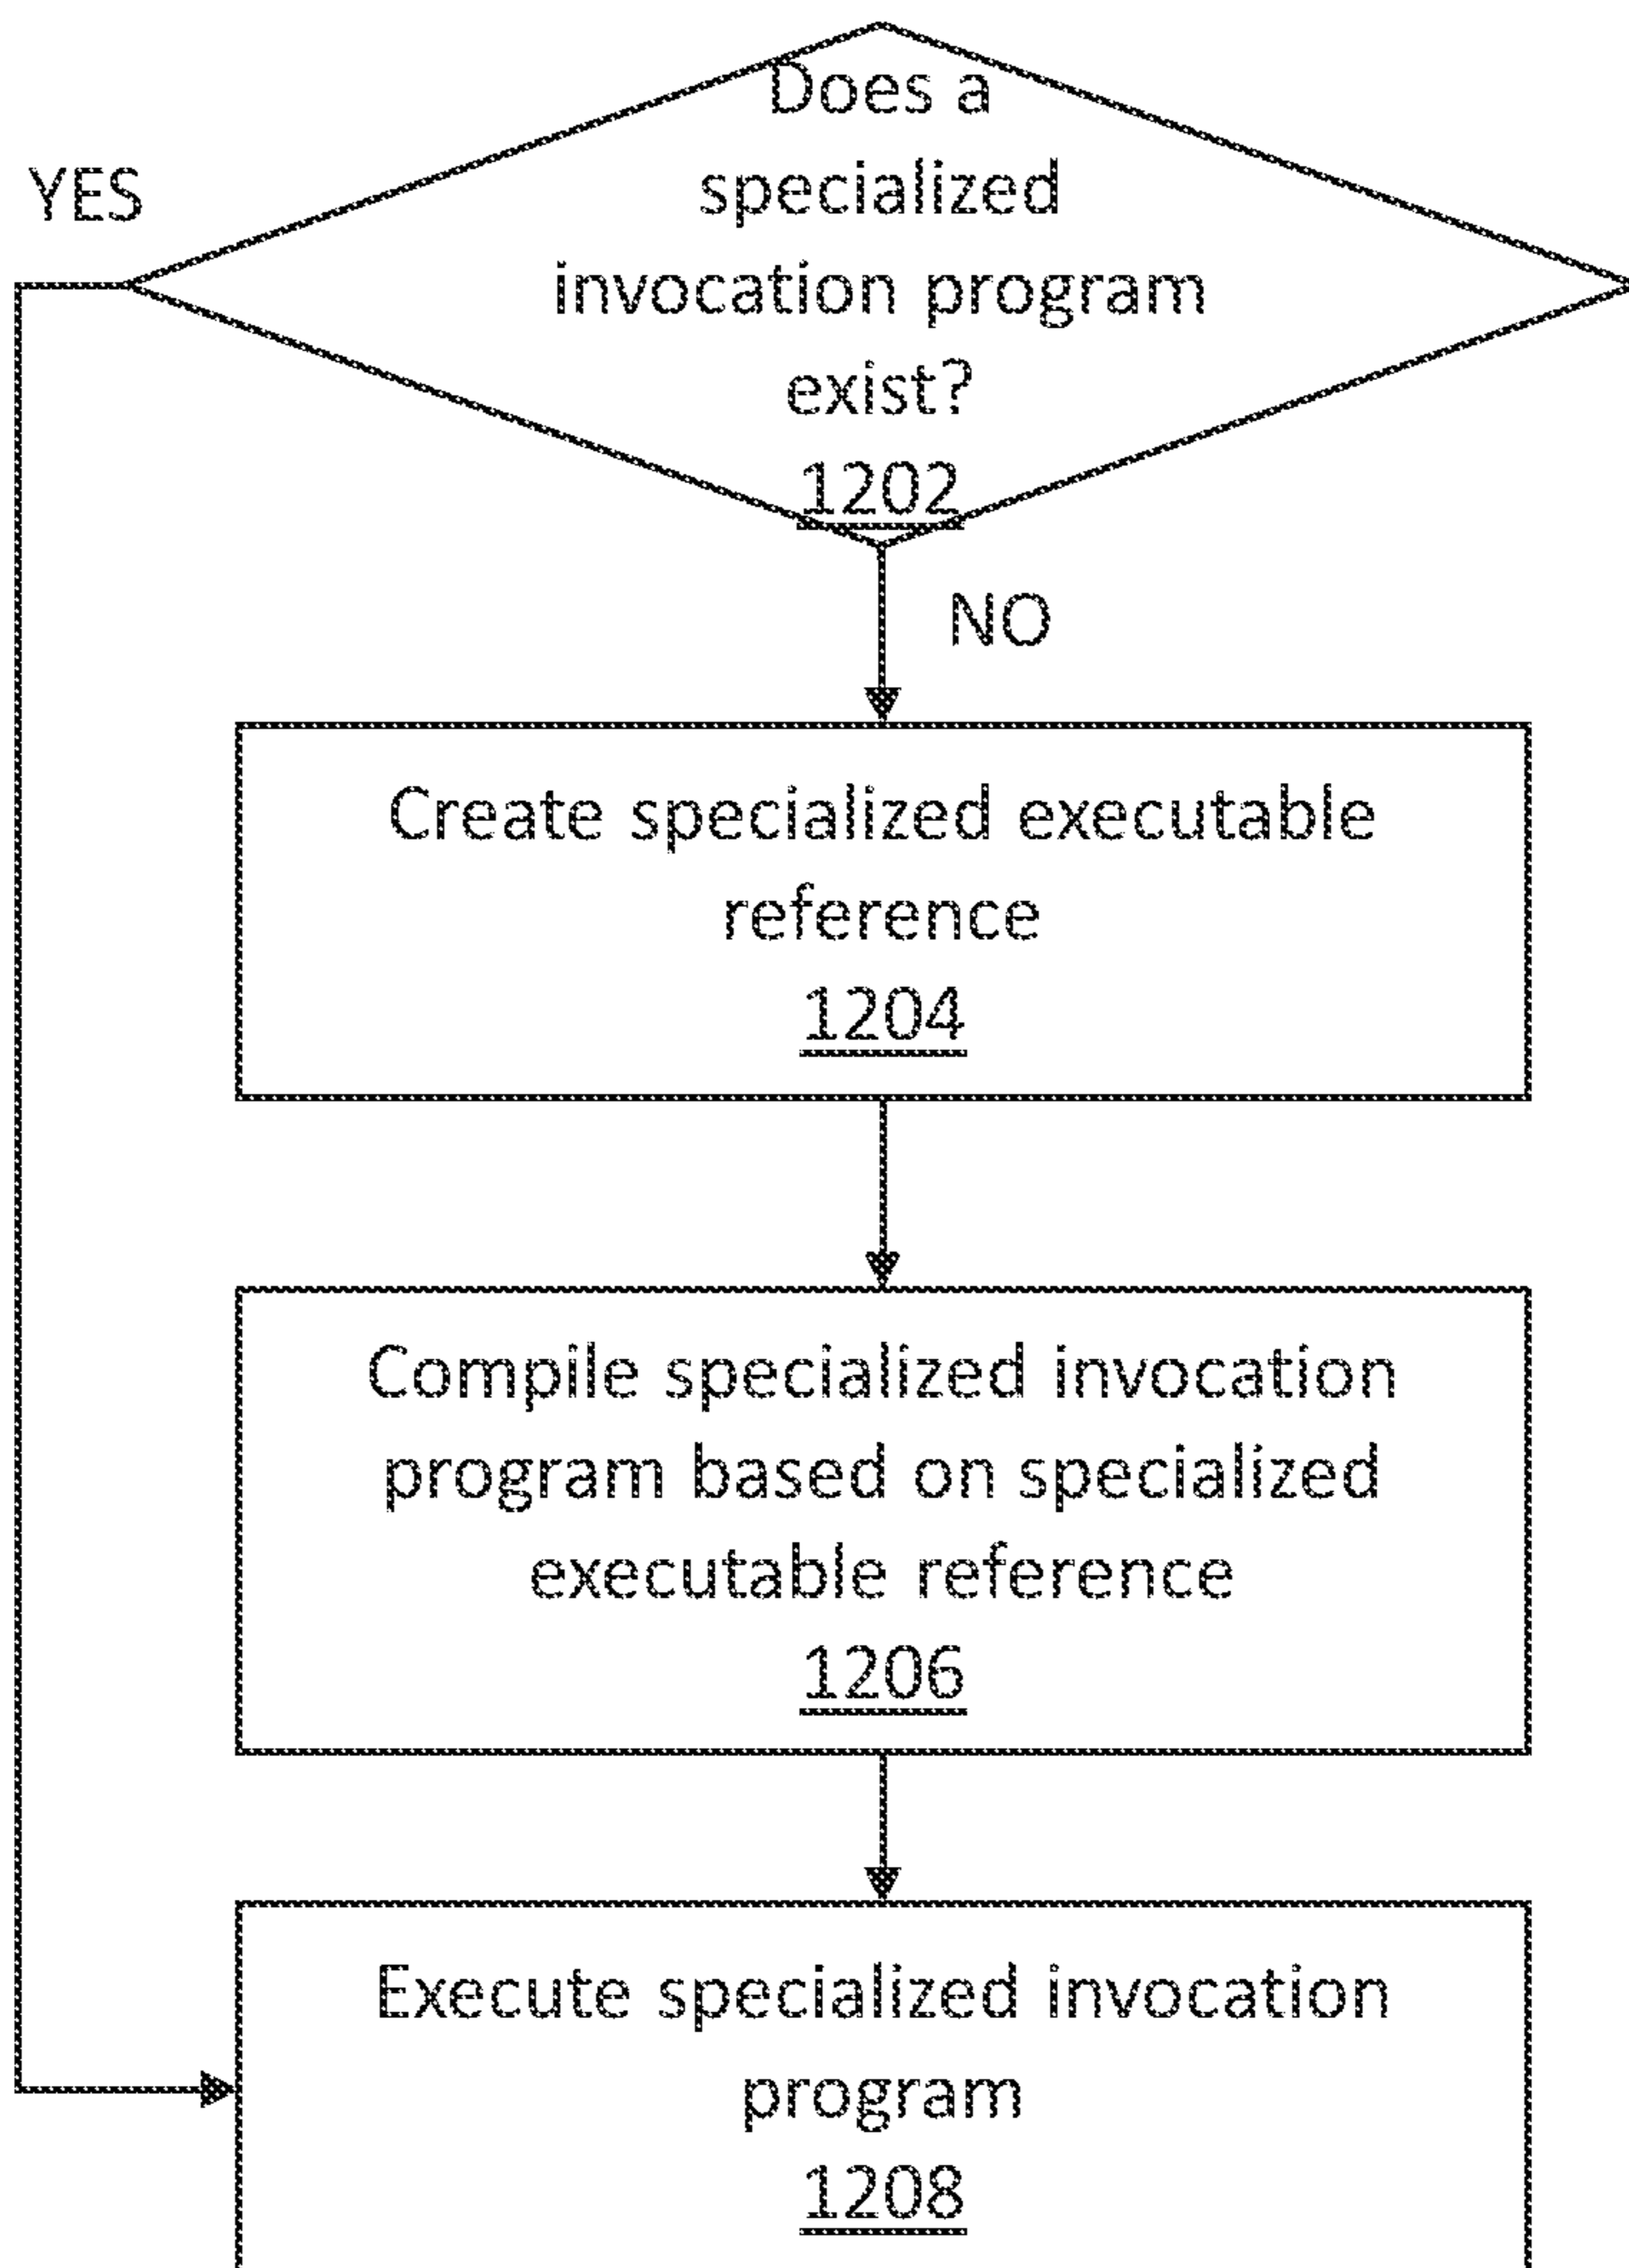 Does a
specialized
invocation program
exist?
1202
YES
NO
Create specialized executable
reference
1204
Compile specialized invocation
program based on specialized
executable reference
1206
Execute specialized invocation
program
1208